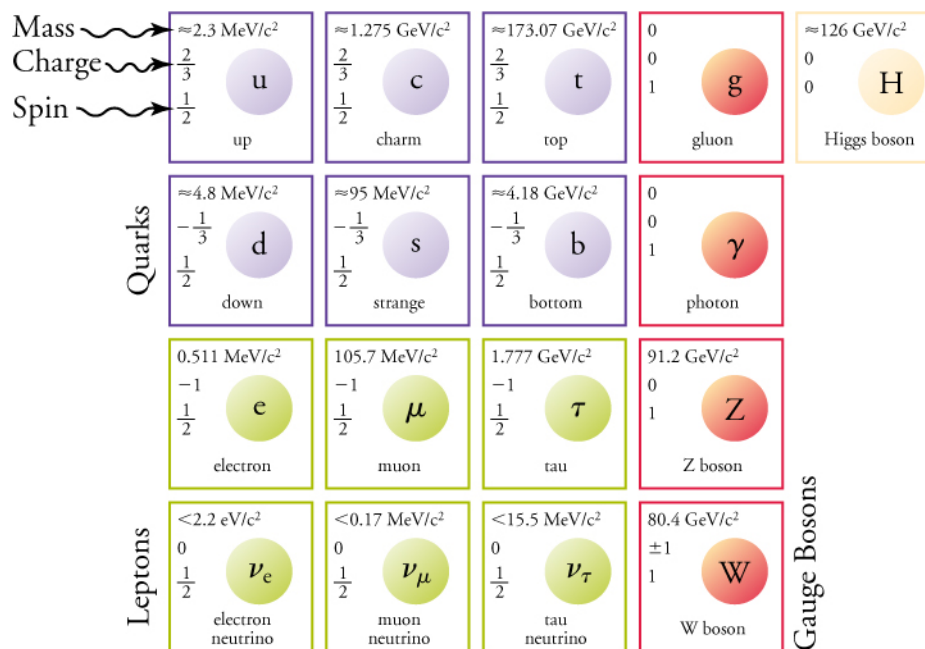 Mass
Charge
Spin
≈2.3 MeV/c²
2/3
1/2
u
up
≈1.275 GeV/c²
2/3
1/2
c
charm
≈173.07 GeV/c²
2/3
1/2
t
top
0
0
1
g
gluon
≈126 GeV/c²
0
0
H
Higgs boson
Quarks
≈4.8 MeV/c²
−1/3
1/2
d
down
≈95 MeV/c²
−1/3
1/2
s
strange
≈4.18 GeV/c²
−1/3
1/2
b
bottom
0
0
1
γ
photon
0.511 MeV/c²
−1
1/2
e
electron
105.7 MeV/c²
−1
1/2
μ
muon
1.777 GeV/c²
−1
1/2
τ
tau
91.2 GeV/c²
0
1
Z
Z boson
Leptons
<2.2 eV/c²
0
1/2
νe
electron
neutrino
<0.17 MeV/c²
0
1/2
νμ
muon
neutrino
<15.5 MeV/c²
0
1/2
ντ
tau
neutrino
80.4 GeV/c²
±1
1
W
W boson
Gauge Bosons